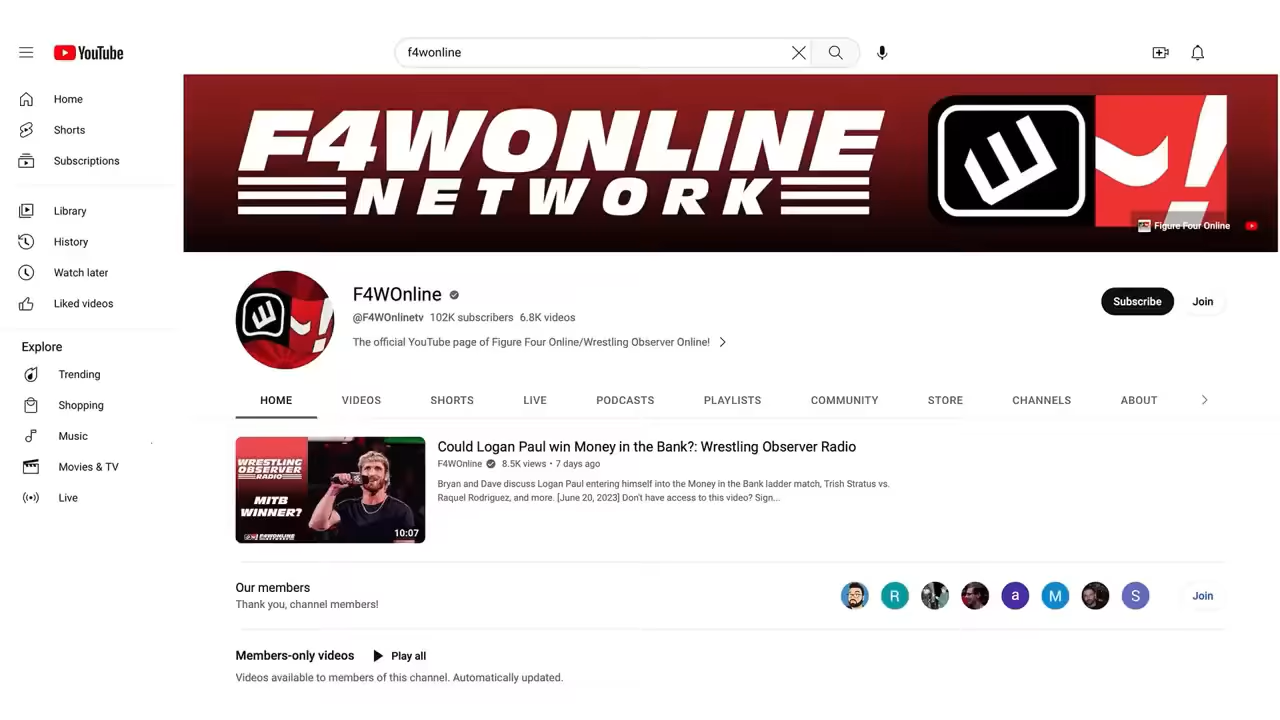 YouTube
f4wonline
Home
Shorts
Subscriptions
Library
History
Watch later
Liked videos
Explore
Trending
Shopping
Music
Movies & TV
Live
F4WONLINE
NETWORK
Figure Four Online
F4WOnline
@F4WOnlinetv 102K subscribers 6.8K videos
The official YouTube page of Figure Four Online/Wrestling Observer Online!
Subscribe
Join
HOME VIDEOS SHORTS LIVE PODCASTS PLAYLISTS COMMUNITY STORE CHANNELS ABOUT
WRESTLING
OBSERVER
RADIO
MITB
WINNER?
F4WONLINE
NETWORK
10:07
Could Logan Paul win Money in the Bank?: Wrestling Observer Radio
F4WOnline 8.5K views • 7 days ago
Bryan and Dave discuss Logan Paul entering himself into the Money in the Bank ladder match, Trish Stratus vs.
Raquel Rodriguez, and more. [June 20, 2023] Don't have access to this video? Sign...
Our members
Thank you, channel members!
R a M S
Join
Members-only videos Play all
Videos available to members of this channel. Automatically updated.